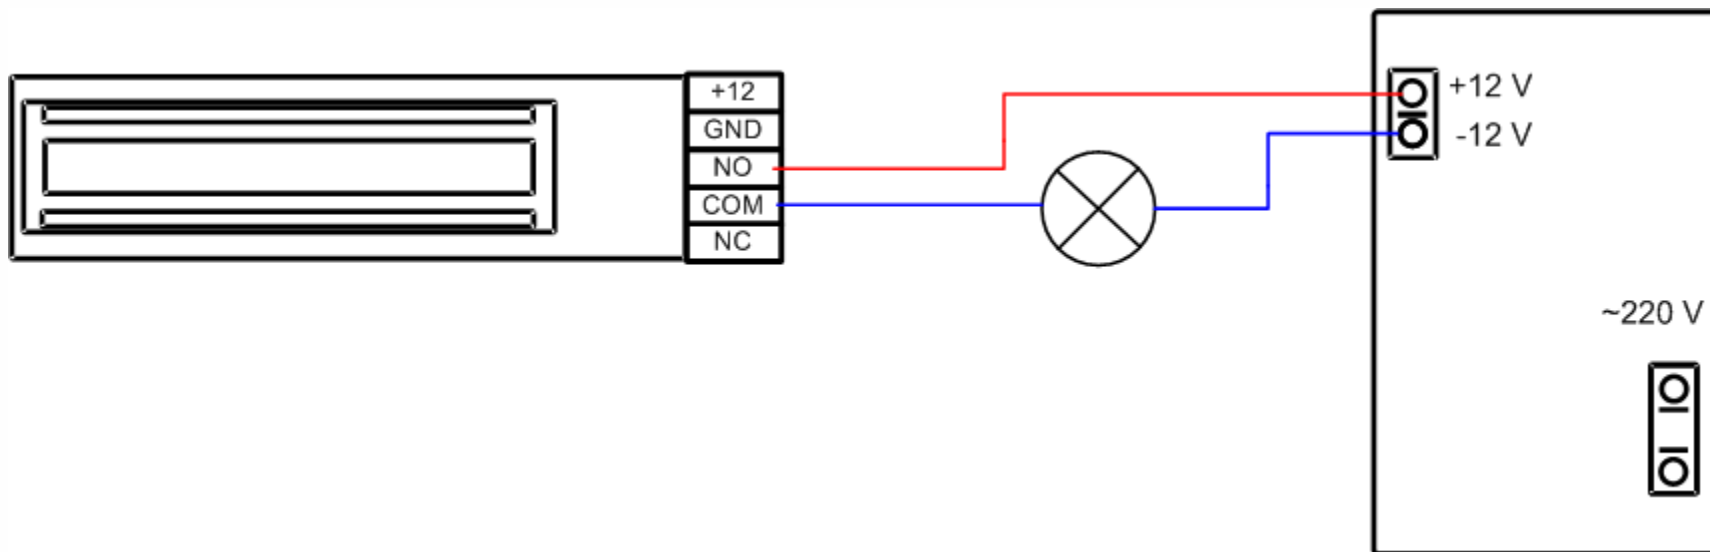 +12
GND
NO
COM
NC
+12 V
-12 V
~220 V